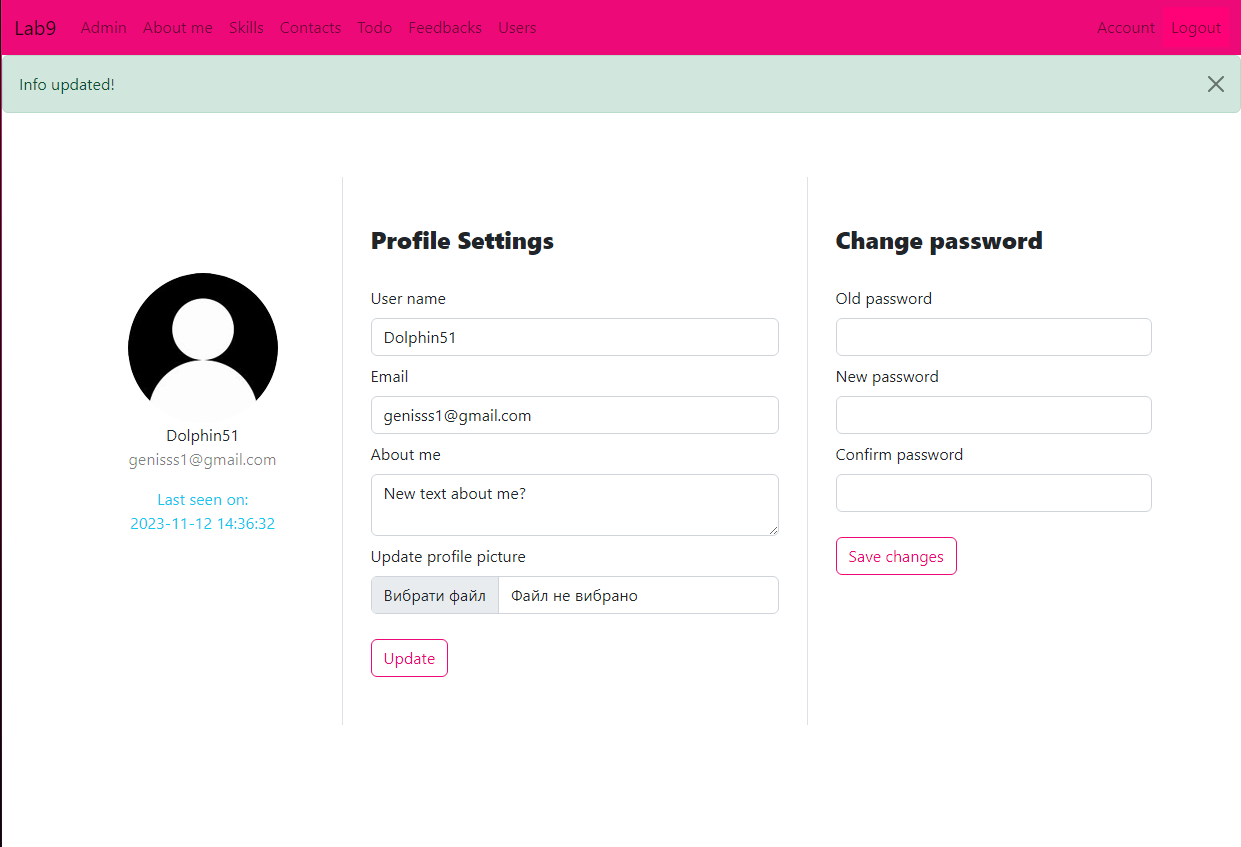 Lab9 Admin About me Skills Contacts Todo Feedbacks Users Account Logout
Info updated!
Dolphin51
genisss1@gmail.com
Last seen on:
2023-11-12 14:36:32
Profile Settings
User name
Dolphin51
Email
genisss1@gmail.com
About me
New text about me?
Update profile picture
Вибрати файл Файл не вибрано
Update
Change password
Old password
New password
Confirm password
Save changes